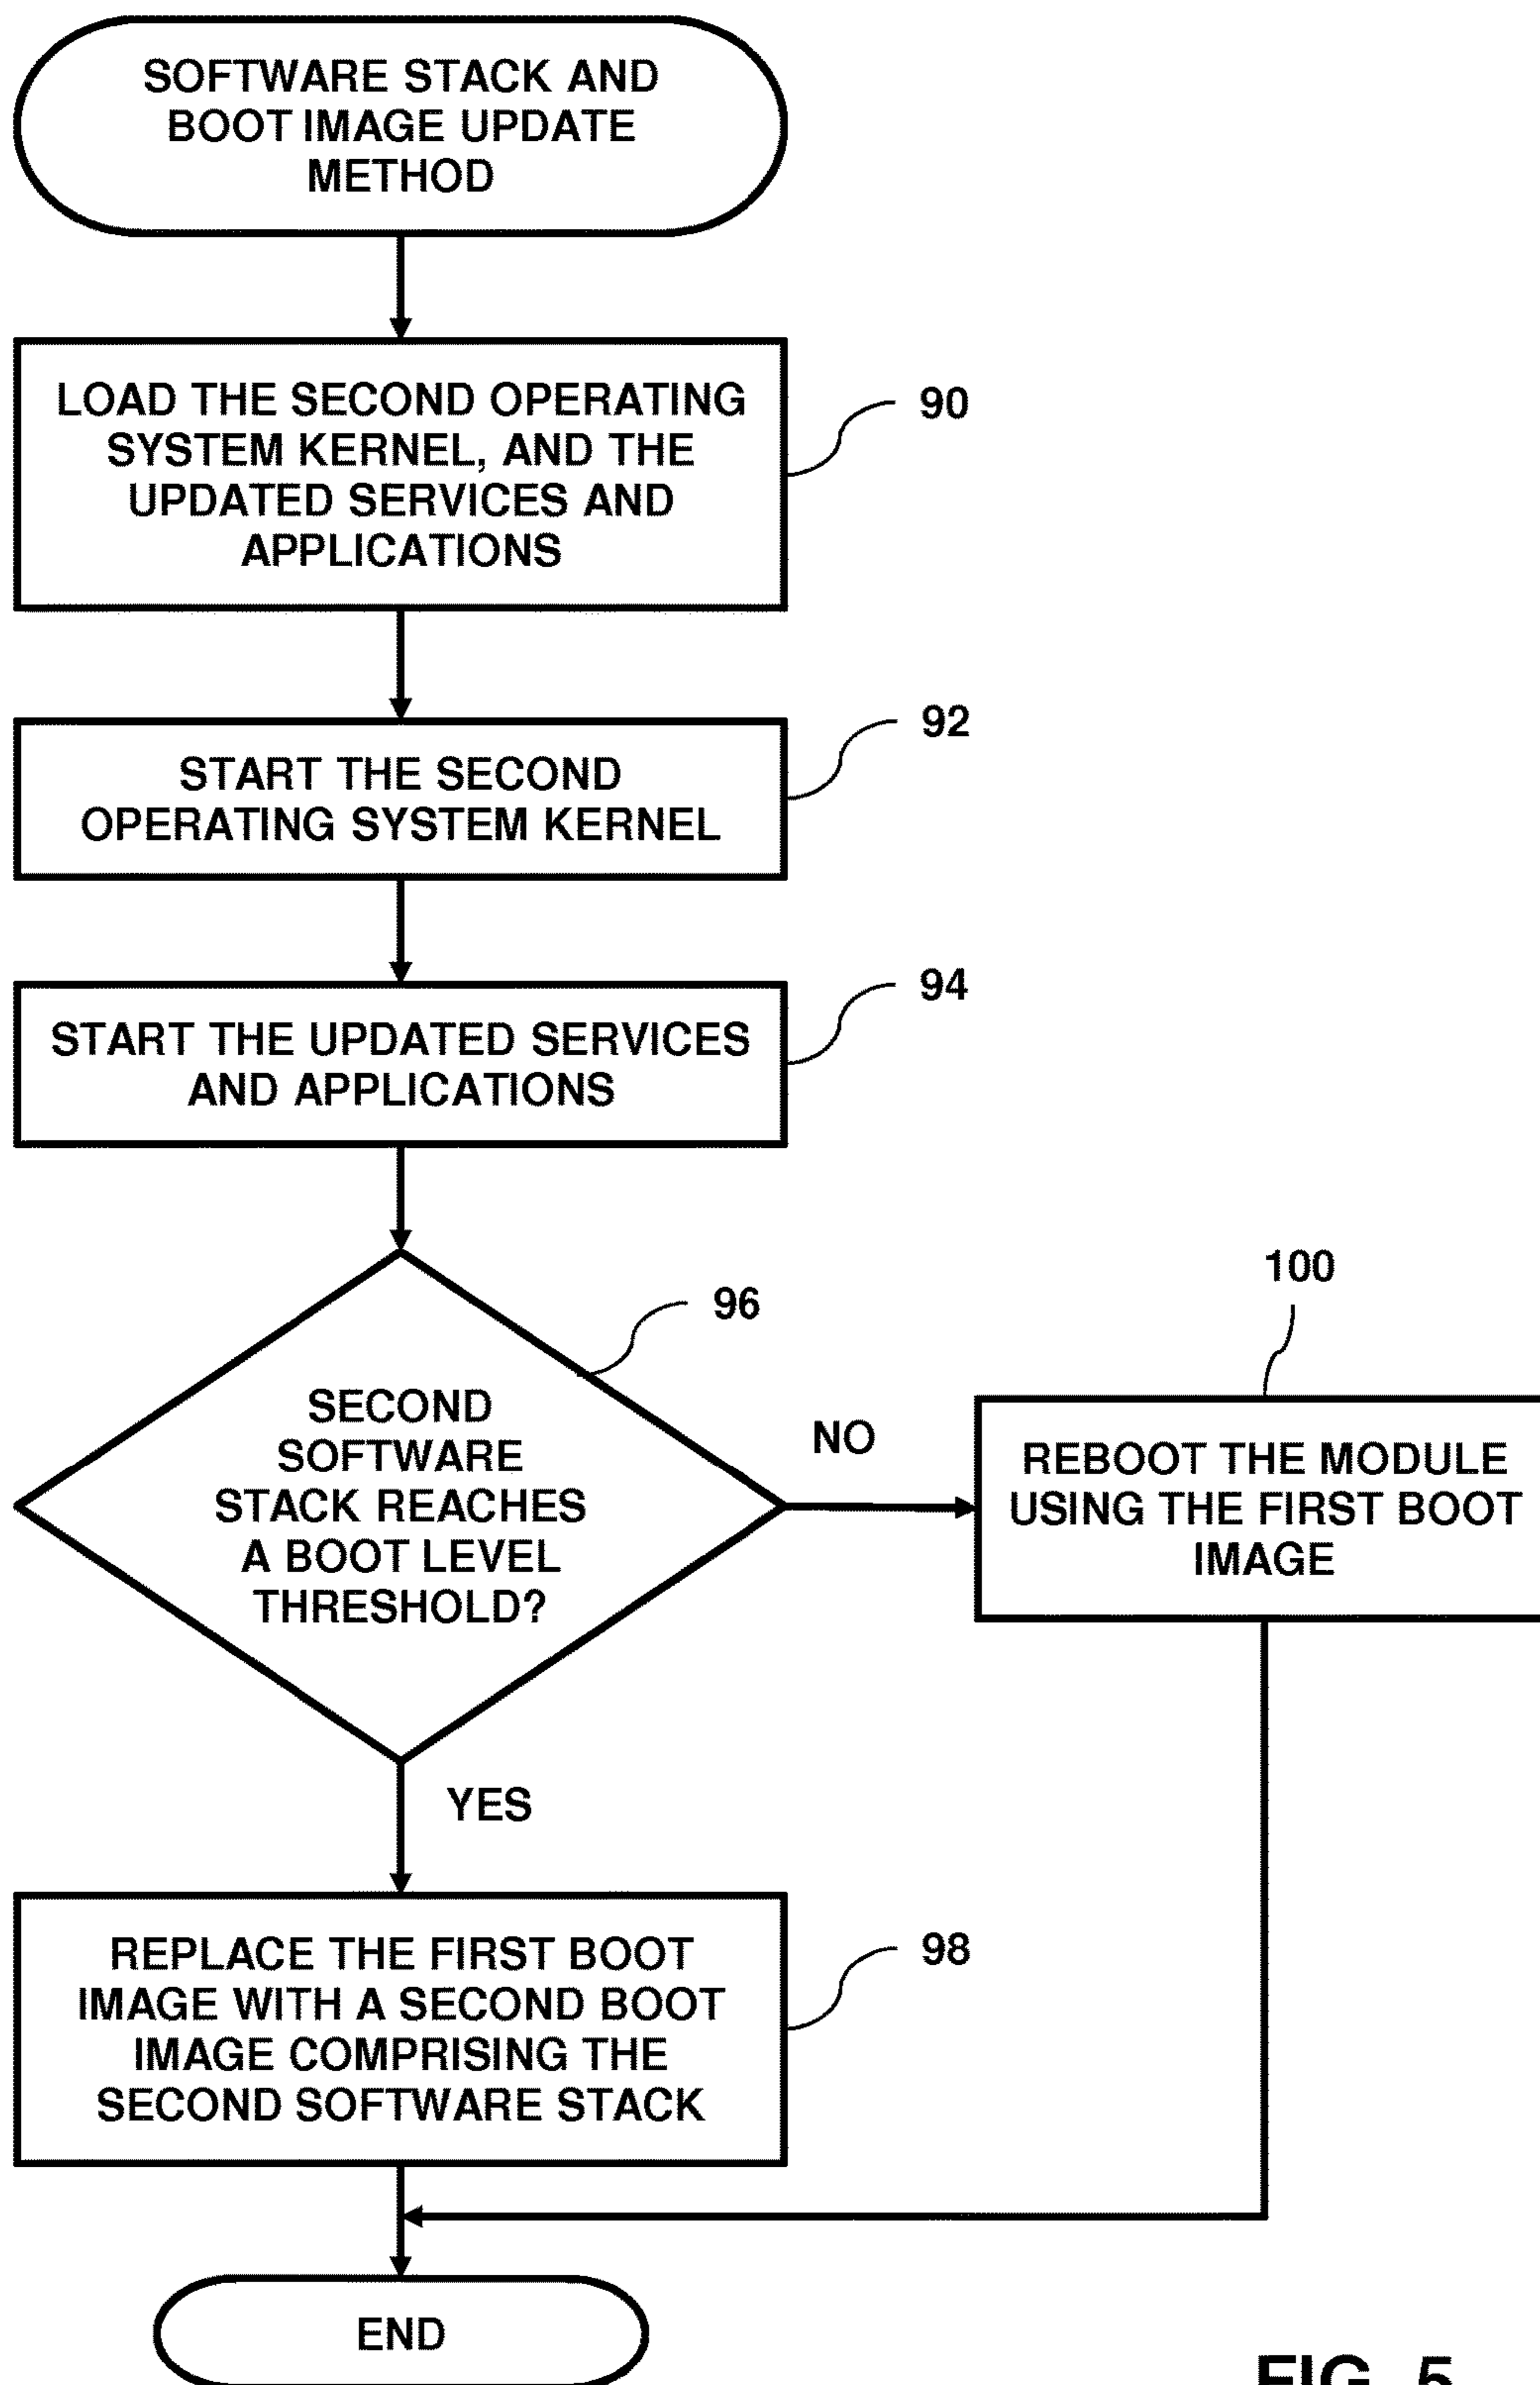 SOFTWARE STACK AND
BOOT IMAGE UPDATE
METHOD
LOAD THE SECOND OPERATING
SYSTEM KERNEL, AND THE
UPDATED SERVICES AND
APPLICATIONS
90
START THE SECOND
OPERATING SYSTEM KERNEL
92
START THE UPDATED SERVICES
AND APPLICATIONS
94
SECOND
SOFTWARE
STACK REACHES
A BOOT LEVEL
THRESHOLD?
96
NO
100
REBOOT THE MODULE
USING THE FIRST BOOT
IMAGE
YES
REPLACE THE FIRST BOOT
IMAGE WITH A SECOND BOOT
IMAGE COMPRISING THE
SECOND SOFTWARE STACK
98
END
FIG. 5